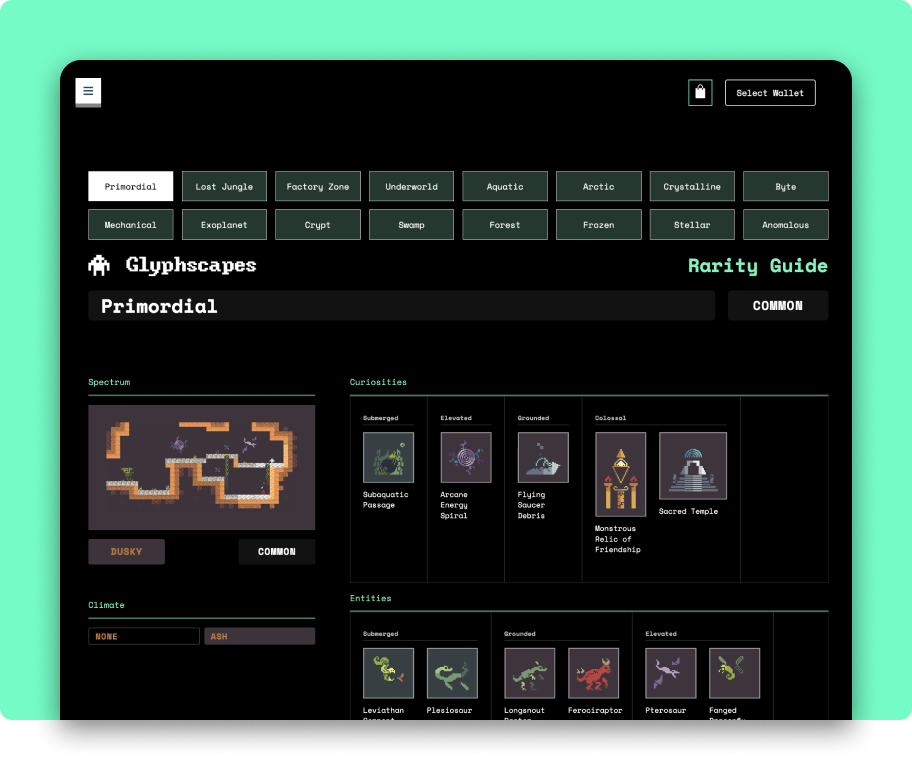 Select Wallet
Primordial
Lost Jungle
Factory Zone
Underworld
Aquatic
Arctic
Crystalline
Byte
Mechanical
Exoplanet
Crypt
Swamp
Forest
Frozen
Stellar
Anomalous
Glyphscapes
Rarity Guide
Primordial
COMMON
Spectrum
DUSKY
COMMON
Climate
NONE
ASH
Curiosities
Submerged
Subaquatic
Passage
Elevated
Arcane
Energy
Spiral
Grounded
Flying
Saucer
Debris
Colossal
Monstrous
Relic of
Friendship
Sacred Temple
Entities
Submerged
Leviathan
Plesiosaur
Grounded
Longsnout
Ferociraptor
Elevated
Pterosaur
Fanged